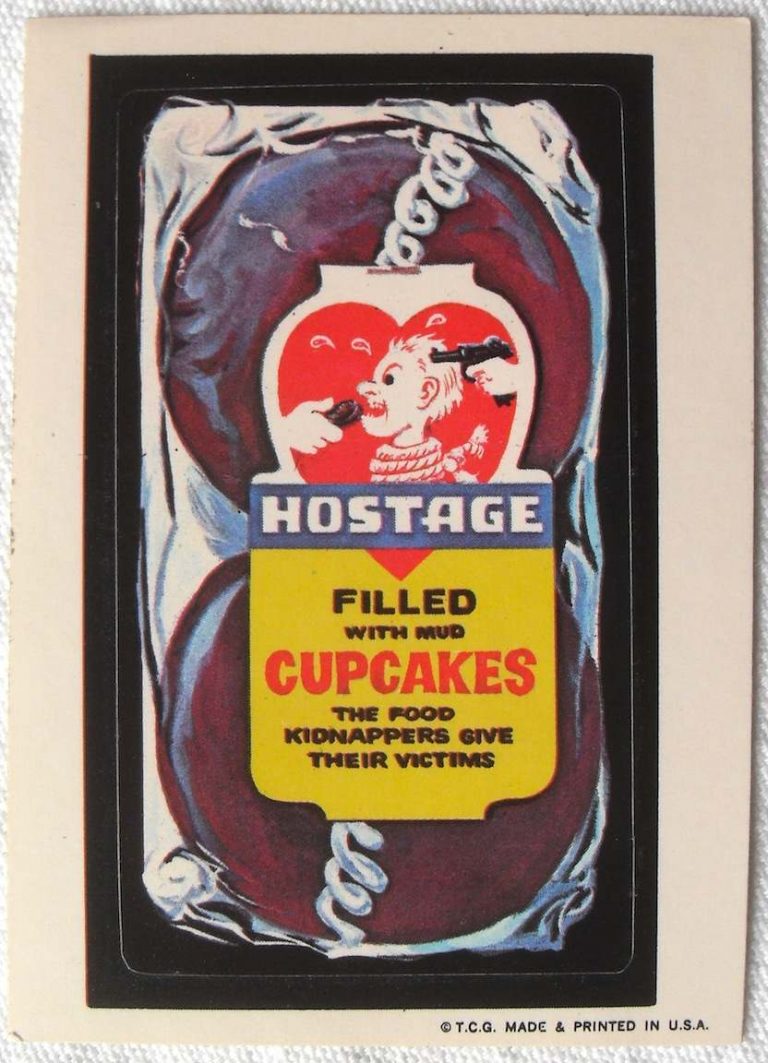 HOSTAGE
FILLED
WITH MUD
CUPCAKES
THE FOOD
KIDNAPPERS GIVE
THEIR VICTIMS
© T.C.G. MADE & PRINTED IN U.S.A.